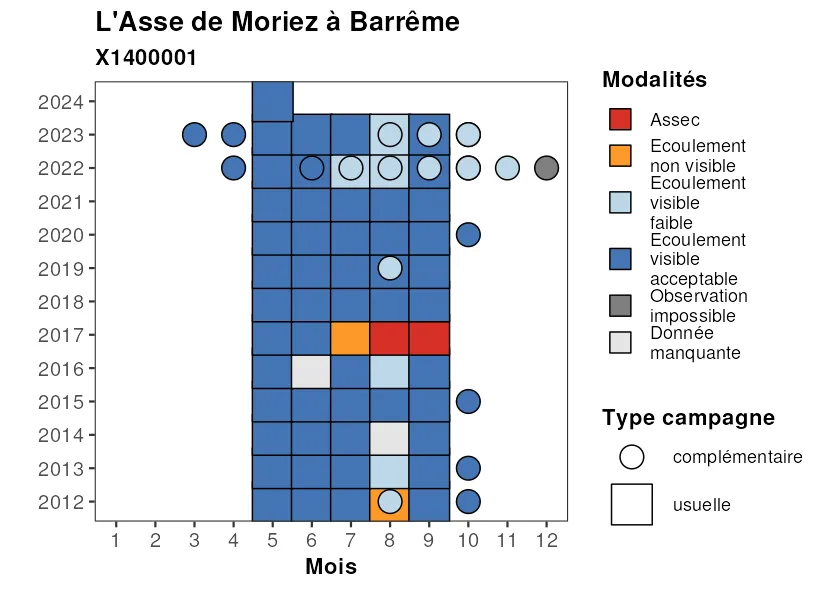 L'Asse de Moriez à Barrême
X1400001
2024
2023
2022
2021
2020
2019
2018
2017
2016
2015
2014
2013
2012
1 2 3 4 5 6 7 8 9 10 11 12
Mois
Modalités
Assec
Ecoulement
non visible
Ecoulement
visible
faible
Ecoulement
visible
acceptable
Observation
impossible
Donnée
manquante
Type campagne
complémentaire
usuelle